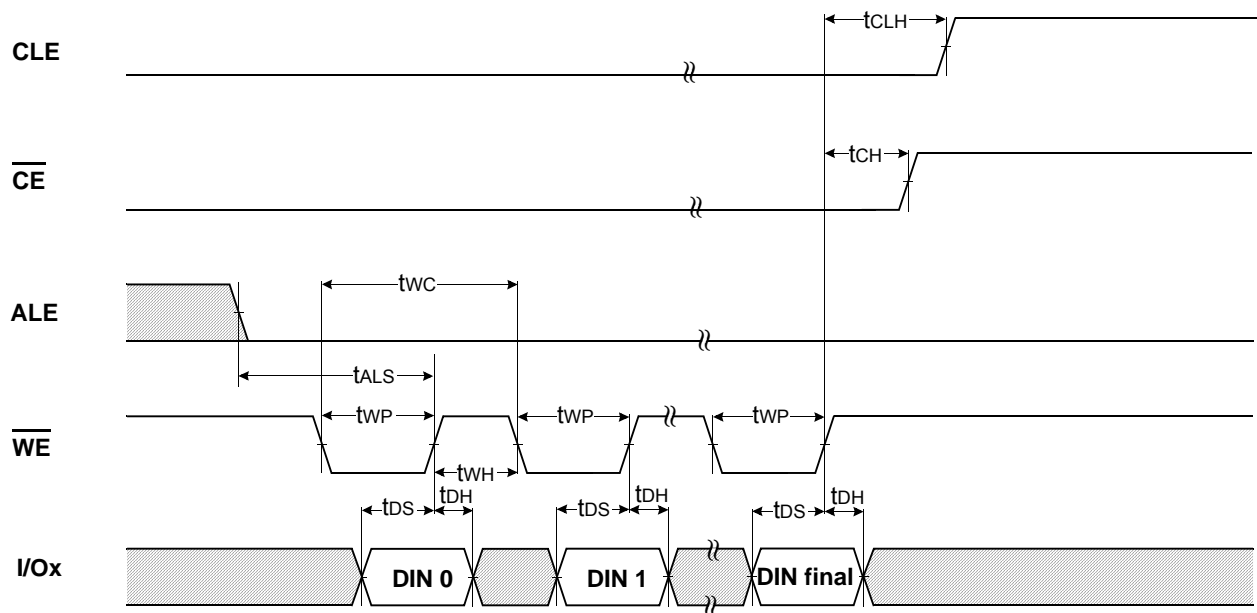 tCLH
CLE
tCH
CE
tWC
ALE
tALS
tWP tWP tWP
WE
tWH
tDS tDH tDS tDH tDS tDH
I/Ox DIN 0 DIN 1 DIN final